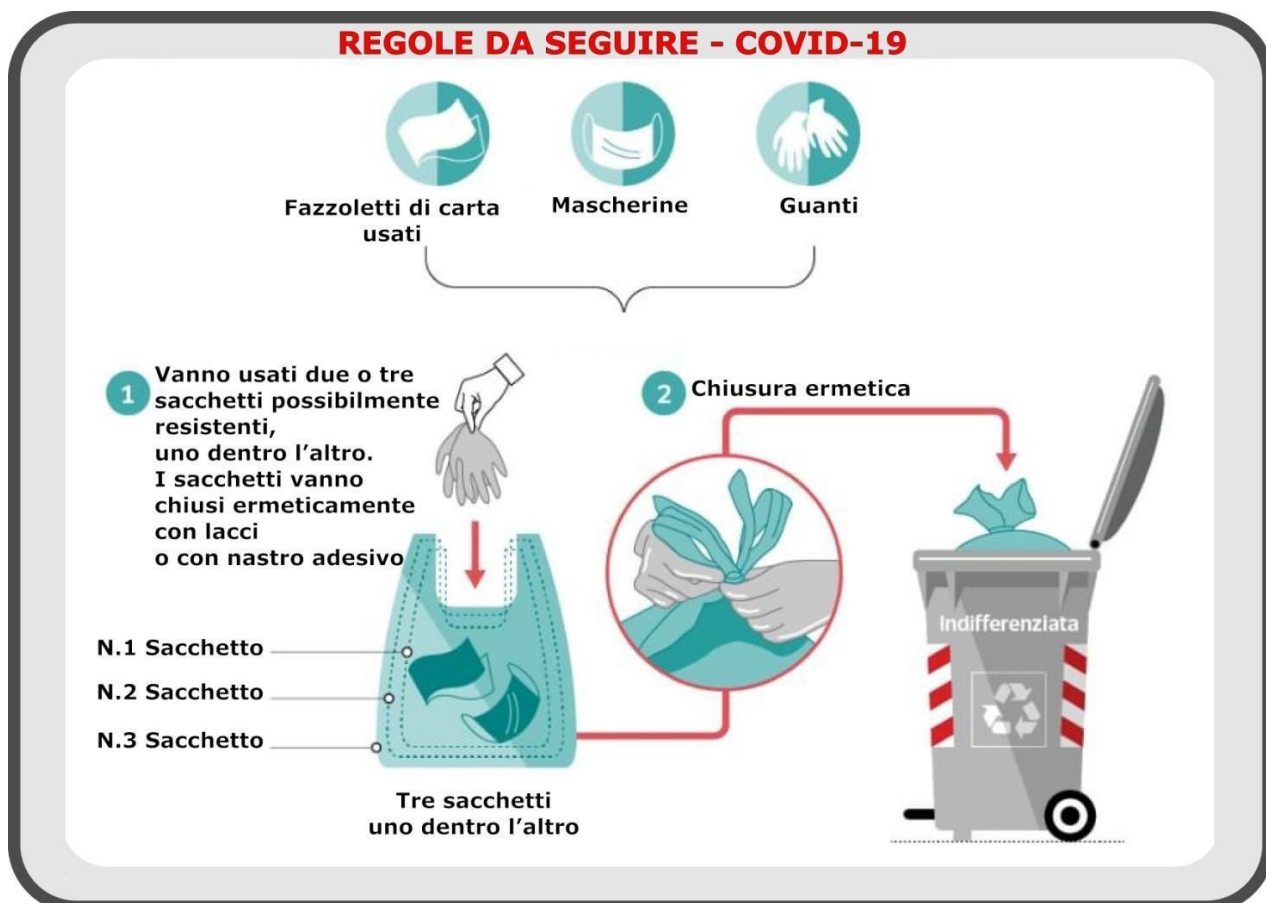 REGOLE DA SEGUIRE - COVID-19
Fazzoletti di carta
usati
Mascherine
Guanti
1
Vanno usati due o tre
sacchetti possibilmente
resistenti,
uno dentro l'altro.
I sacchetti vanno
chiusi ermeticamente
con lacci
o con nastro adesivo
2
Chiusura ermetica
Indifferenziata
N.1 Sacchetto
N.2 Sacchetto
N.3 Sacchetto
Tre sacchetti
uno dentro l'altro